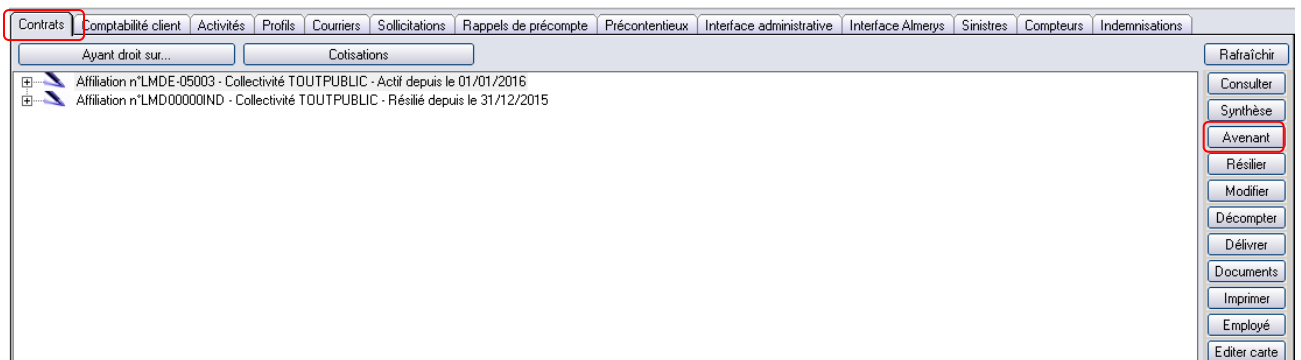 Contrats Comptabilité client Activités Profils Courriers Sollicitations Rappels de précompte Précontentieux Interface administrative Interface Almerys Sinistres Compteurs Indemnisations
Ayant droit sur... Cotisations Rafraîchir
Affiliation n°LMDE-05003 - Collectivité TOUTPUBLIC - Actif depuis le 01/01/2016
Affiliation n°LMD00000IND - Collectivité TOUTPUBLIC - Résilié depuis le 31/12/2015
Consulter
Synthèse
Avenant
Résilier
Modifier
Décompter
Délivrer
Documents
Imprimer
Employé
Editer carte